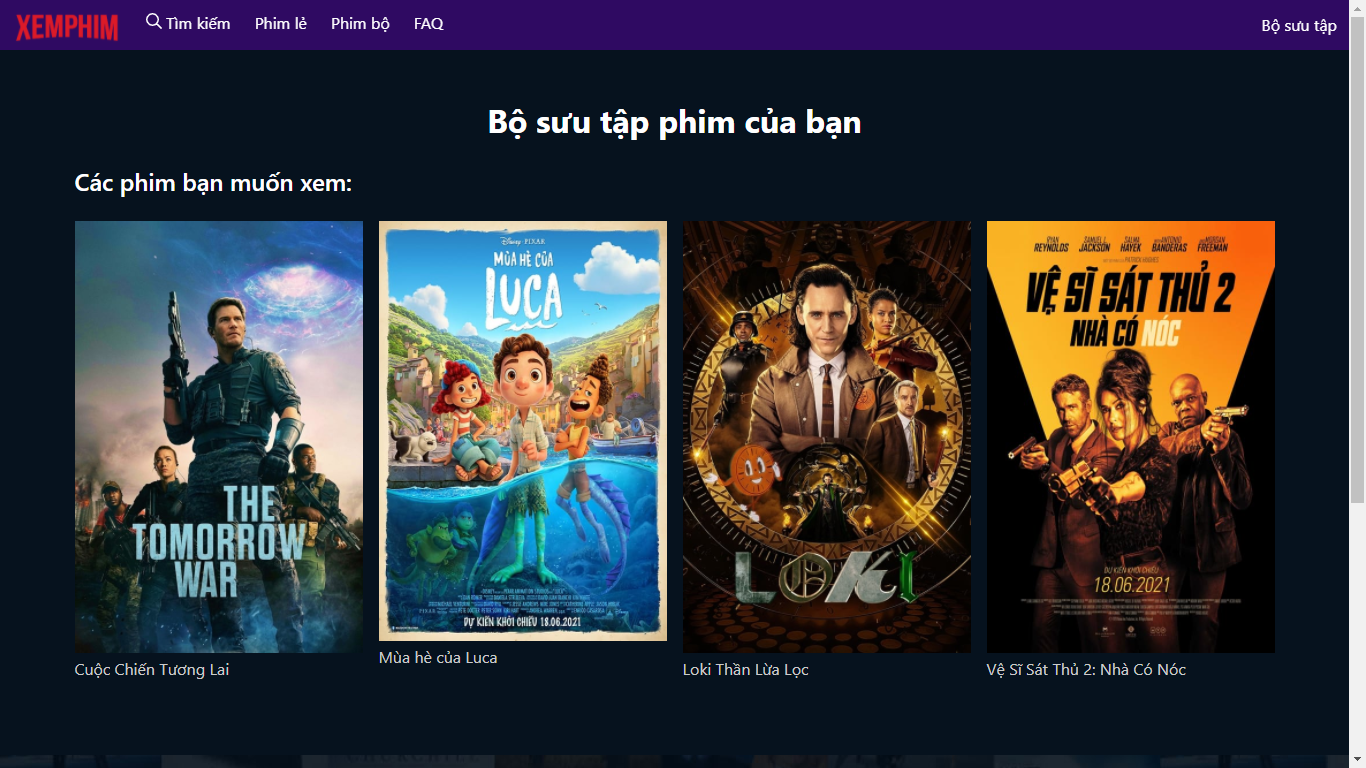 XEMPHIM
Tìm kiếm
Phim lẻ
Phim bộ
FAQ
Bộ sưu tập
Bộ sưu tập phim của bạn
Các phim bạn muốn xem:
THE
TOMORROW
WAR
Cuộc Chiến Tương Lai
Disney · PIXAR
MÙA HÈ CỦA
LUCA
DỰ KIẾN KHỞI CHIẾU 18.06.2021
Mùa hè của Luca
LOKI
Loki Thần Lừa Lọc
RYAN REYNOLDS
SAMUEL L. JACKSON
SALMA HAYEK
ANTONIO BANDERAS
MORGAN FREEMAN
VỆ SĨ SÁT THỦ 2
NHÀ CÓ NÓC
DỰ KIẾN KHỞI CHIẾU
18.06.2021
Vệ Sĩ Sát Thủ 2: Nhà Có Nóc